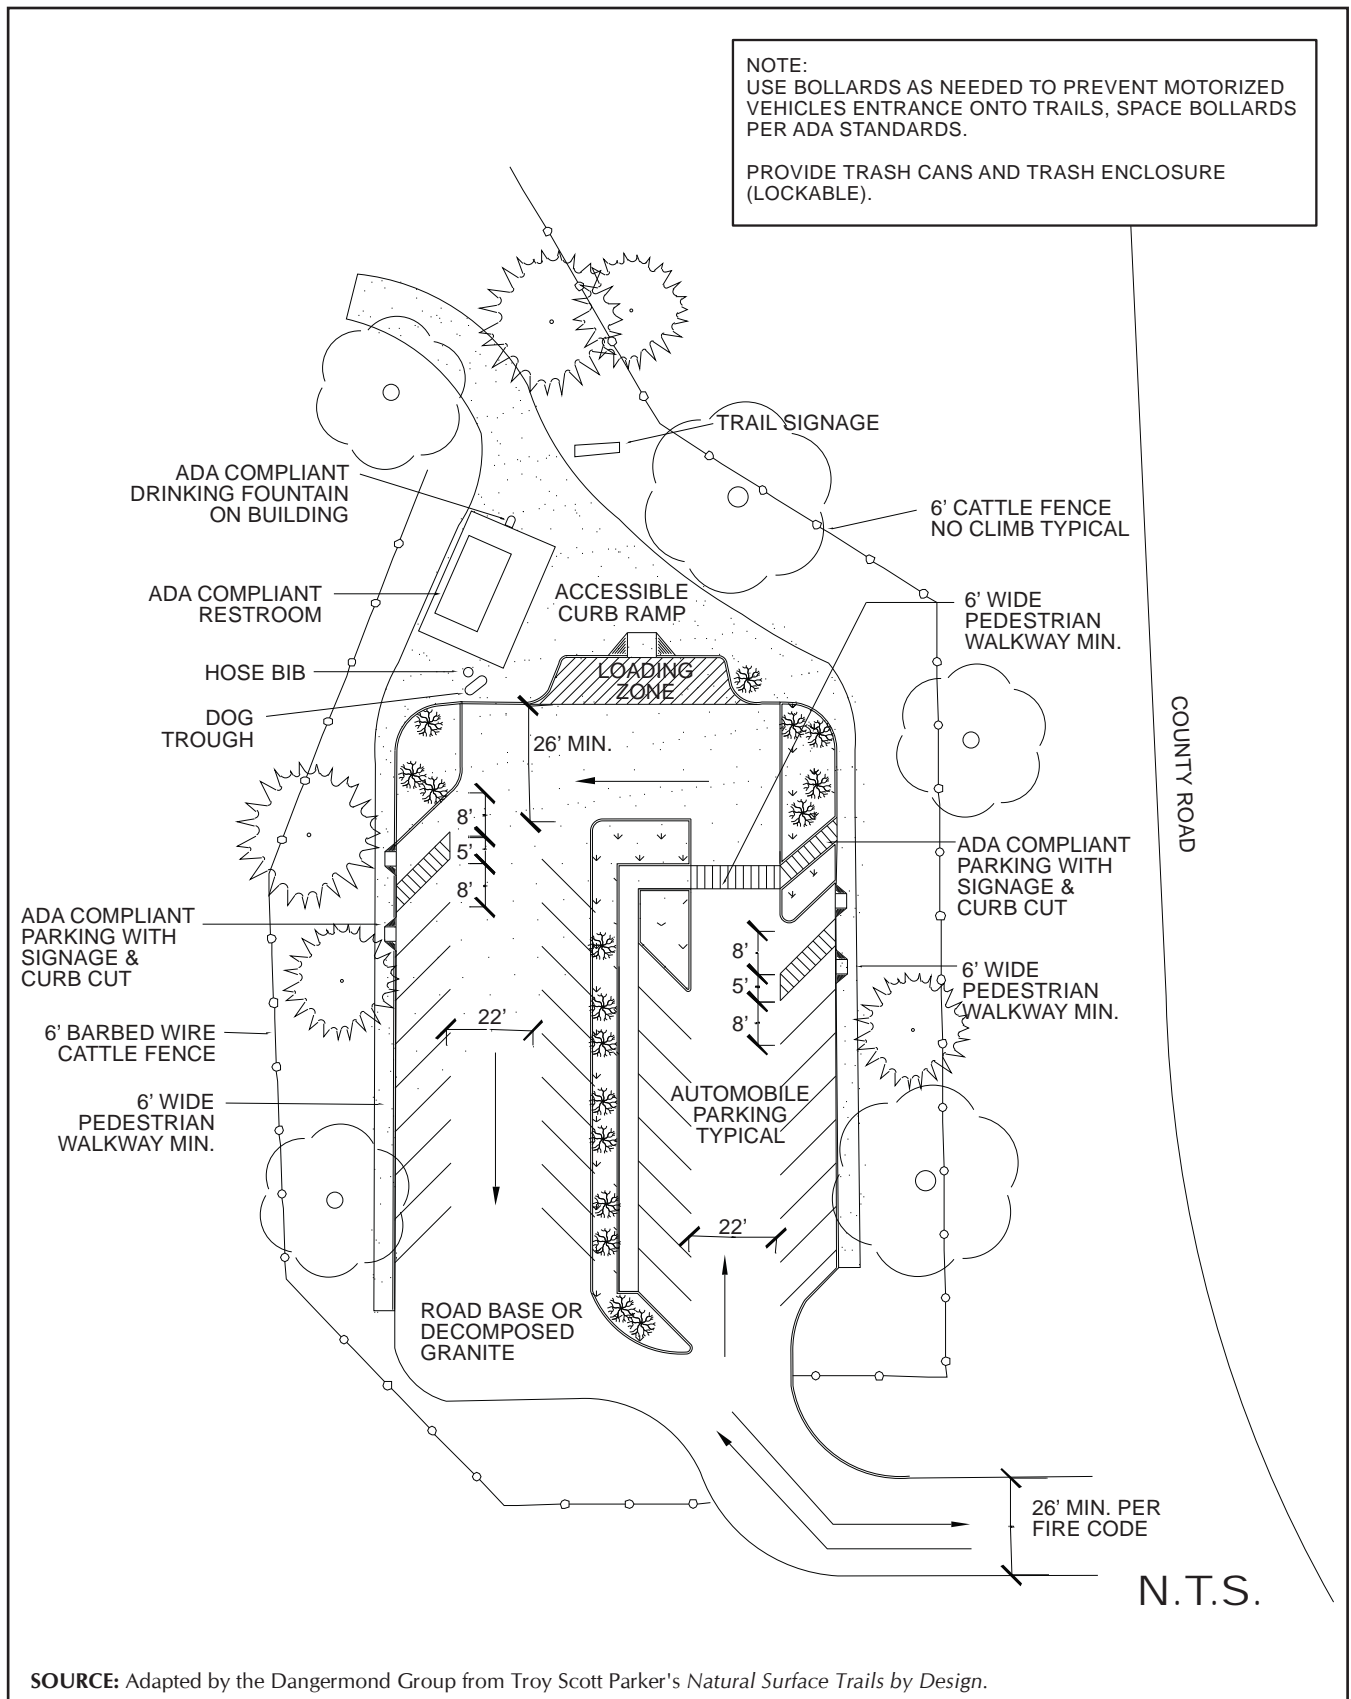 NOTE:
USE BOLLARDS AS NEEDED TO PREVENT MOTORIZED
VEHICLES ENTRANCE ONTO TRAILS, SPACE BOLLARDS
PER ADA STANDARDS.
PROVIDE TRASH CANS AND TRASH ENCLOSURE
(LOCKABLE).
TRAIL SIGNAGE
ADA COMPLIANT
DRINKING FOUNTAIN
ON BUILDING
6’ CATTLE FENCE
NO CLIMB TYPICAL
ADA COMPLIANT
RESTROOM
ACCESSIBLE
CURB RAMP
6’ WIDE
PEDESTRIAN
WALKWAY MIN.
HOSE BIB
LOADING
ZONE
DOG
TROUGH
26’ MIN.
COUNTY ROAD
8’
5’
8’
ADA COMPLIANT
PARKING WITH
SIGNAGE &
CURB CUT
ADA COMPLIANT
PARKING WITH
SIGNAGE &
CURB CUT
8’
5’
8’
6’ WIDE
PEDESTRIAN
WALKWAY MIN.
22’
6’ BARBED WIRE
CATTLE FENCE
6’ WIDE
PEDESTRIAN
WALKWAY MIN.
AUTOMOBILE
PARKING
TYPICAL
22’
ROAD BASE OR
DECOMPOSED
GRANITE
26’ MIN. PER
FIRE CODE
N.T.S.
SOURCE: Adapted by the Dangermond Group from Troy Scott Parker's Natural Surface Trails by Design.